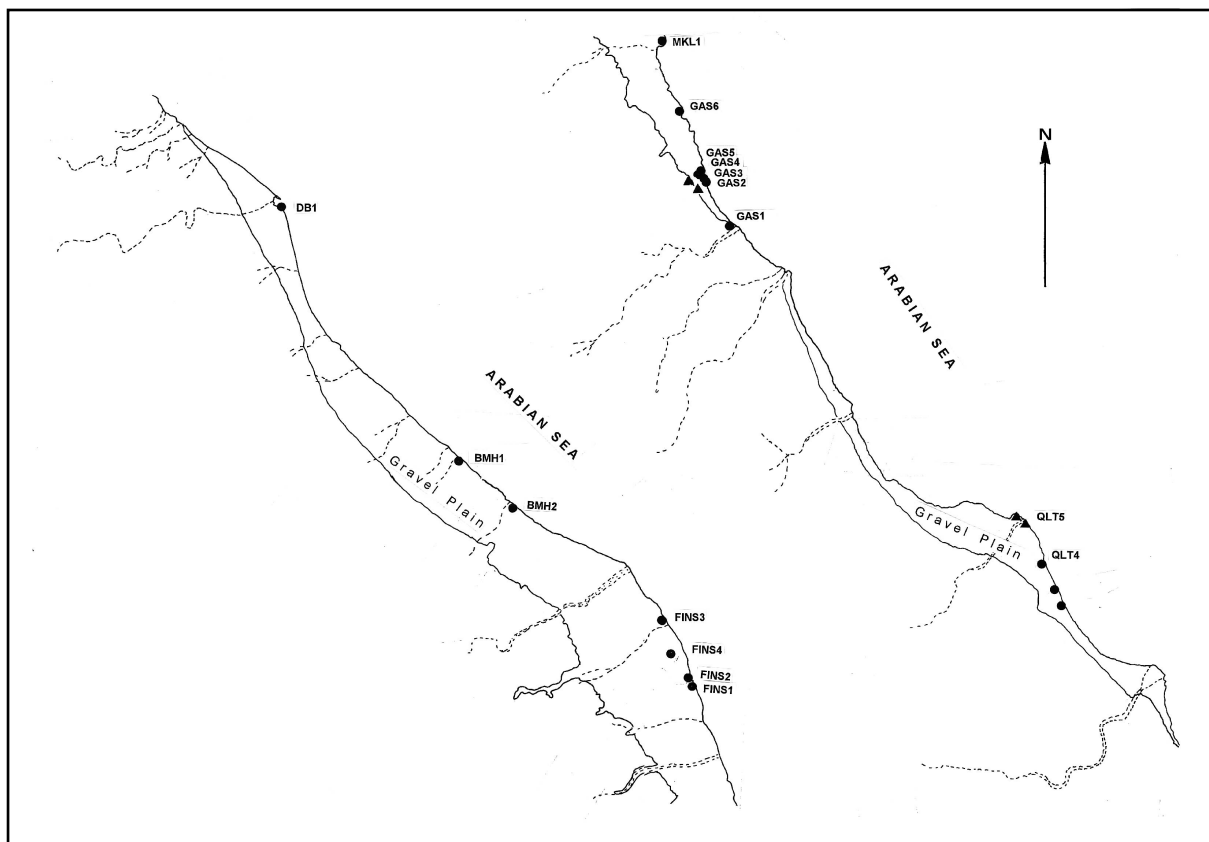 MKL1
GAS6
N
GAS5
GAS4
GAS3
GAS2
DB1
GAS1
ARABIAN SEA
ARABIAN SEA
BMH1
Gravel Plain
BMH2
Gravel Plain
QLT5
QLT4
FINS3
FINS4
FINS2
FINS1